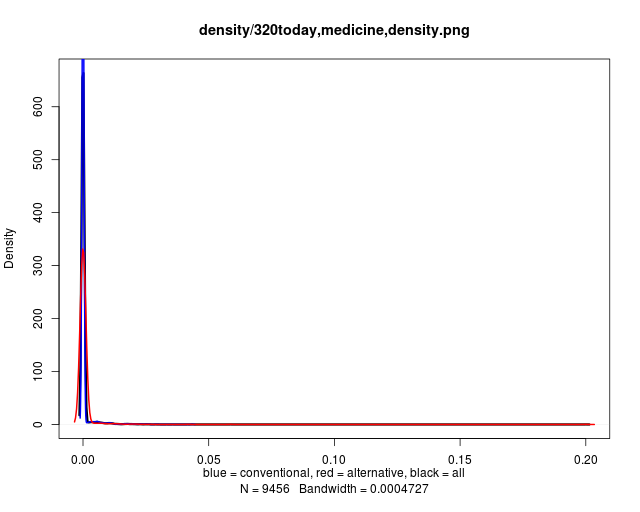 density/320today,medicine,density.png
Density
0
100
200
300
400
500
600
0.00 0.05 0.10 0.15 0.20
blue = conventional, red = alternative, black = all
N = 9456 Bandwidth = 0.0004727